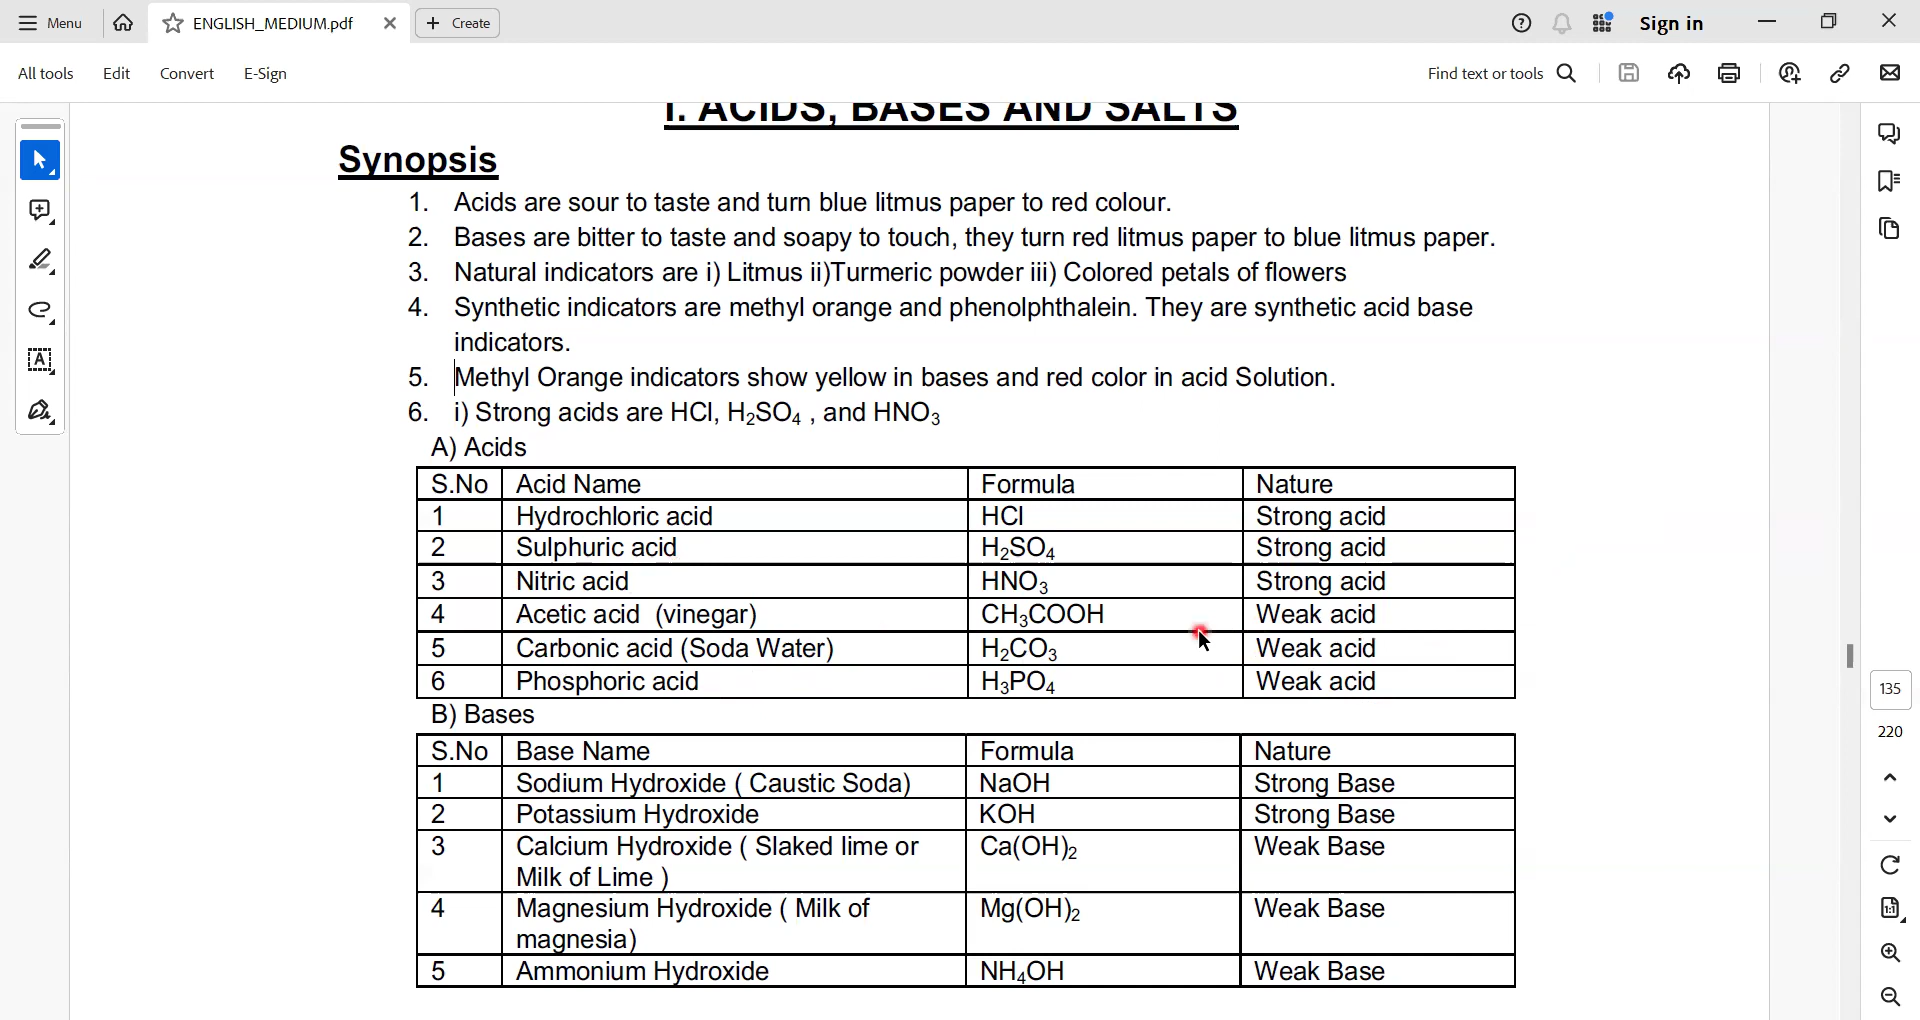 Menu
ENGLISH_MEDIUM.pdf
Create
Sign in
All tools
Edit
Convert
E-Sign
Find text or tools
I. ACIDS, BASES AND SALTS
Synopsis
1. Acids are sour to taste and turn blue litmus paper to red colour.
2. Bases are bitter to taste and soapy to touch, they turn red litmus paper to blue litmus paper.
3. Natural indicators are i) Litmus ii)Turmeric powder iii) Colored petals of flowers
4. Synthetic indicators are methyl orange and phenolphthalein. They are synthetic acid base
indicators.
5. Methyl Orange indicators show yellow in bases and red color in acid Solution.
6. i) Strong acids are HCl, H₂SO₄ , and HNO₃
A) Acids
S.No Acid Name Formula Nature
1 Hydrochloric acid HCl Strong acid
2 Sulphuric acid H₂SO₄ Strong acid
3 Nitric acid HNO₃ Strong acid
4 Acetic acid (vinegar) CH₃COOH Weak acid
5 Carbonic acid (Soda Water) H₂CO₃ Weak acid
6 Phosphoric acid H₃PO₄ Weak acid
B) Bases
S.No Base Name Formula Nature
1 Sodium Hydroxide ( Caustic Soda) NaOH Strong Base
2 Potassium Hydroxide KOH Strong Base
3 Calcium Hydroxide ( Slaked lime or Ca(OH)₂ Weak Base
Milk of Lime )
4 Magnesium Hydroxide ( Milk of Mg(OH)₂ Weak Base
magnesia)
5 Ammonium Hydroxide NH₄OH Weak Base
135
220